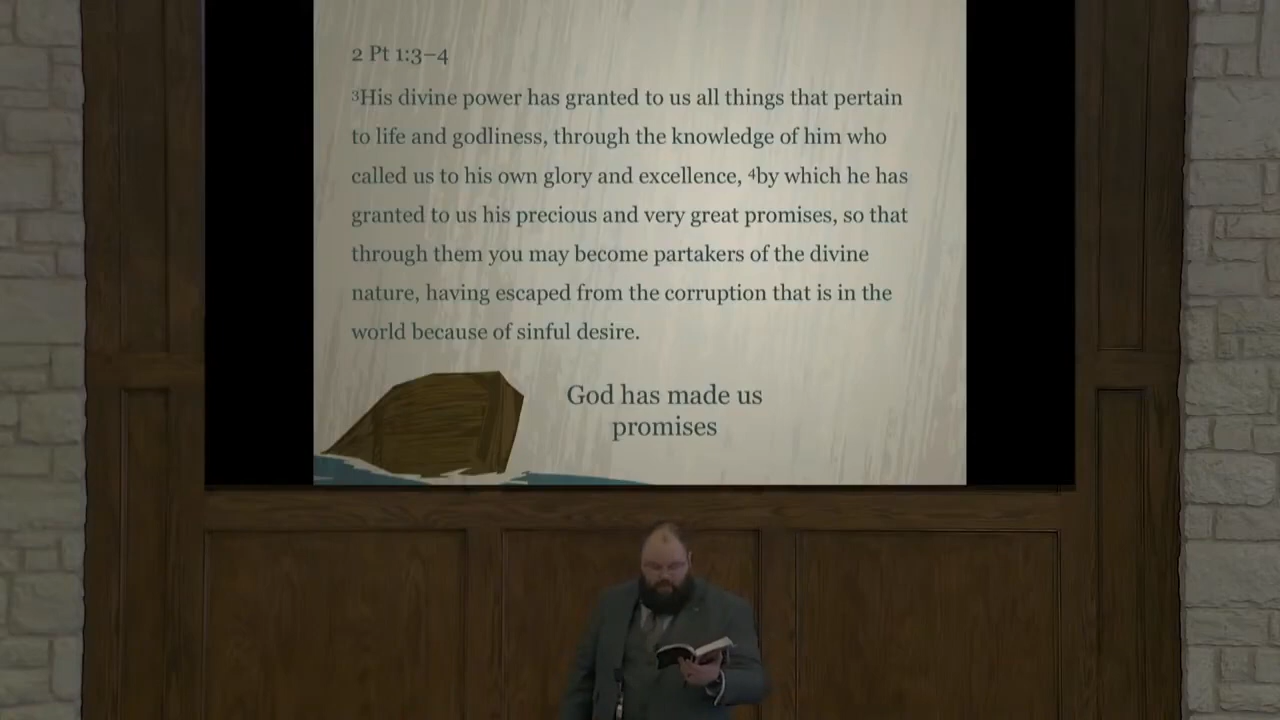 2 Pt 1:3–4
³His divine power has granted to us all things that pertain
to life and godliness, through the knowledge of him who
called us to his own glory and excellence, ⁴by which he has
granted to us his precious and very great promises, so that
through them you may become partakers of the divine
nature, having escaped from the corruption that is in the
world because of sinful desire.
God has made us
promises